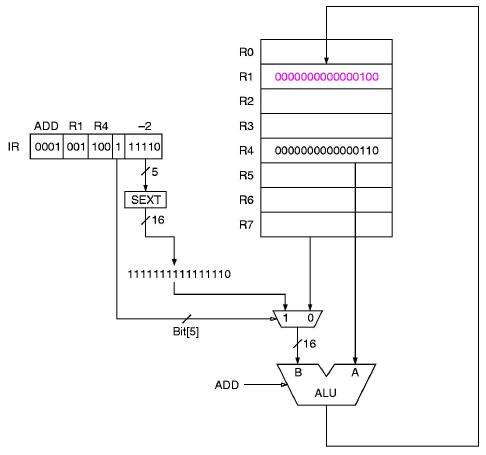 R0
R1 0000000000000100
R2
ADD R1 R4 –2
R3
IR 0001 001 100 1 11110
R4 0000000000000110
R5
5
SEXT
R6
16
R7
1111111111111110
1 0
Bit[5]
16
B A
ADD
ALU